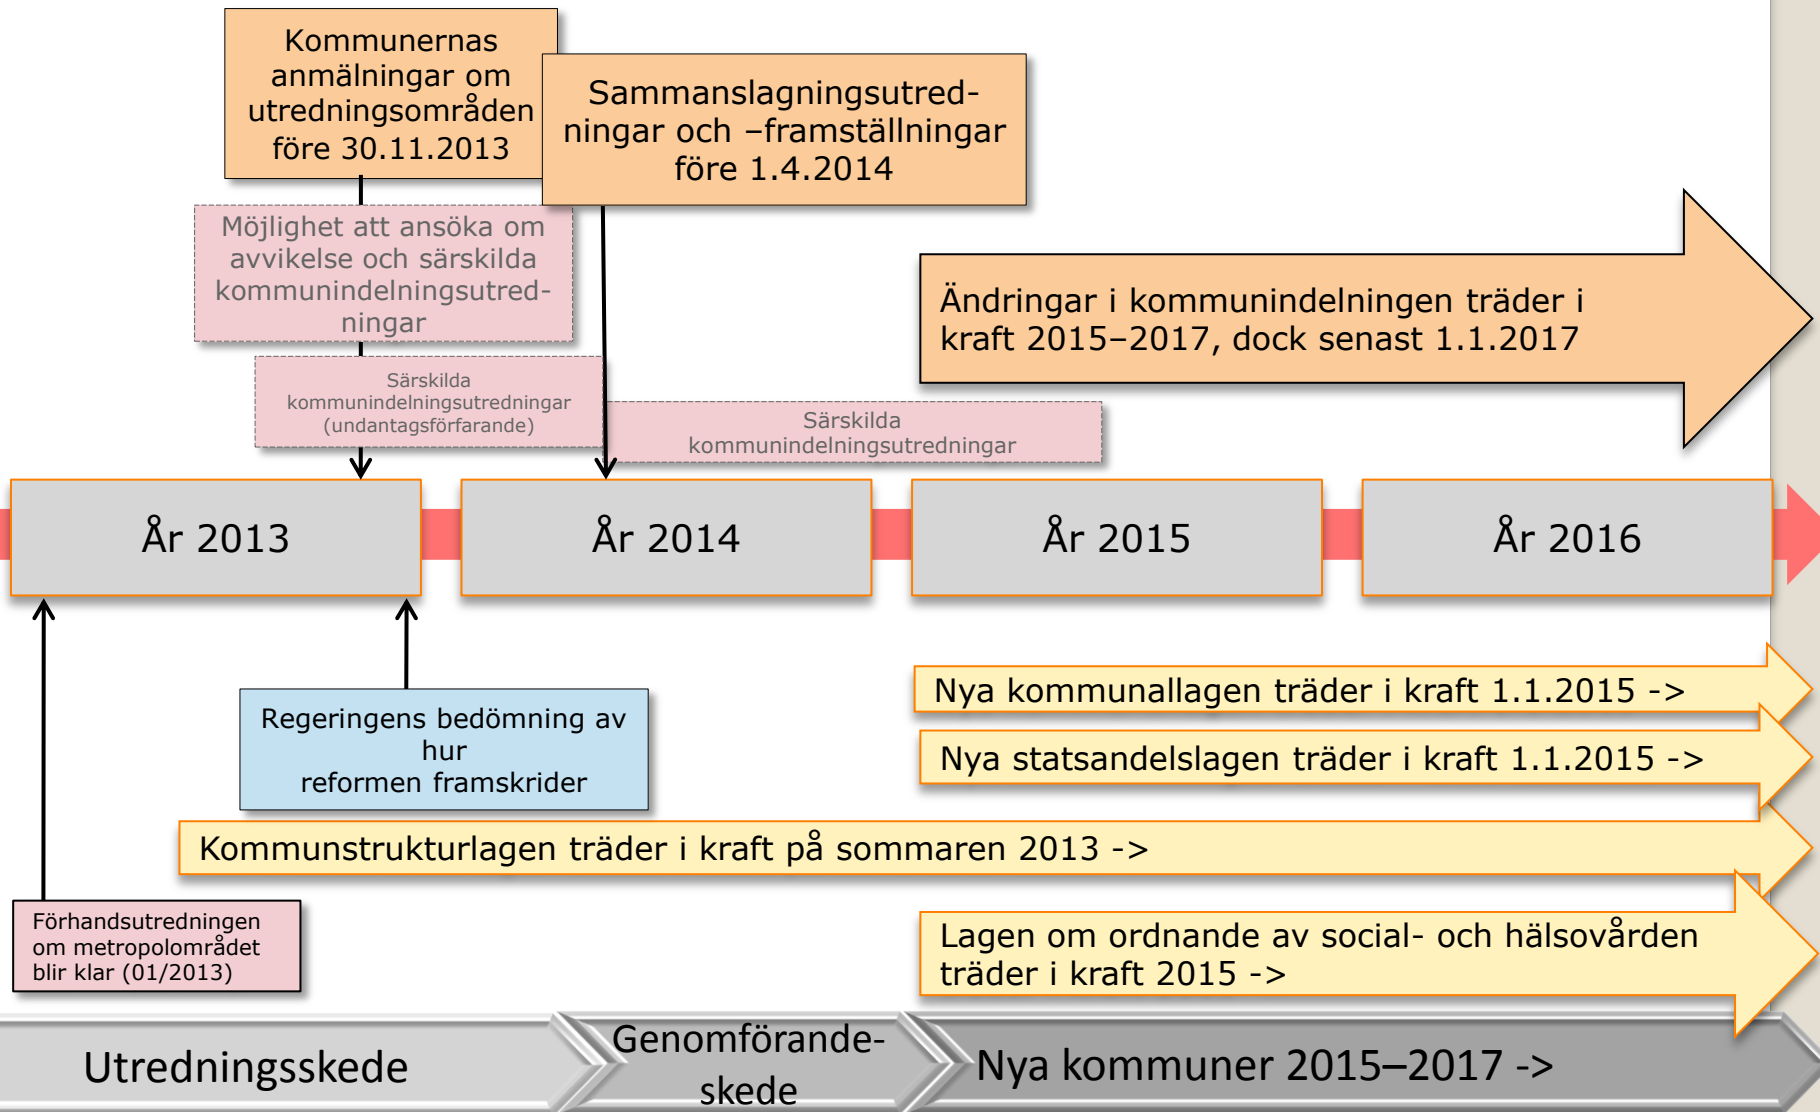 Kommunernas
anmälningar om
utredningsområden
före 30.11.2013
Sammanslagningsutred-
ningar och –framställningar
före 1.4.2014
Möjlighet att ansöka om
avvikelse och särskilda
kommunindelningsutred-
ningar
Ändringar i kommunindelningen träder i
kraft 2015–2017, dock senast 1.1.2017
Särskilda
kommunindelningsutredningar
(undantagsförfarande)
Särskilda
kommunindelningsutredningar
År 2013
År 2014
År 2015
År 2016
Nya kommunallagen träder i kraft 1.1.2015 ->
Regeringens bedömning av
hur
reformen framskrider
Nya statsandelslagen träder i kraft 1.1.2015 ->
Kommunstrukturlagen träder i kraft på sommaren 2013 ->
Förhandsutredningen
om metropolområdet
blir klar (01/2013)
Lagen om ordnande av social- och hälsovården
träder i kraft 2015 ->
Utredningsskede
Genomförande-
skede
Nya kommuner 2015–2017 ->